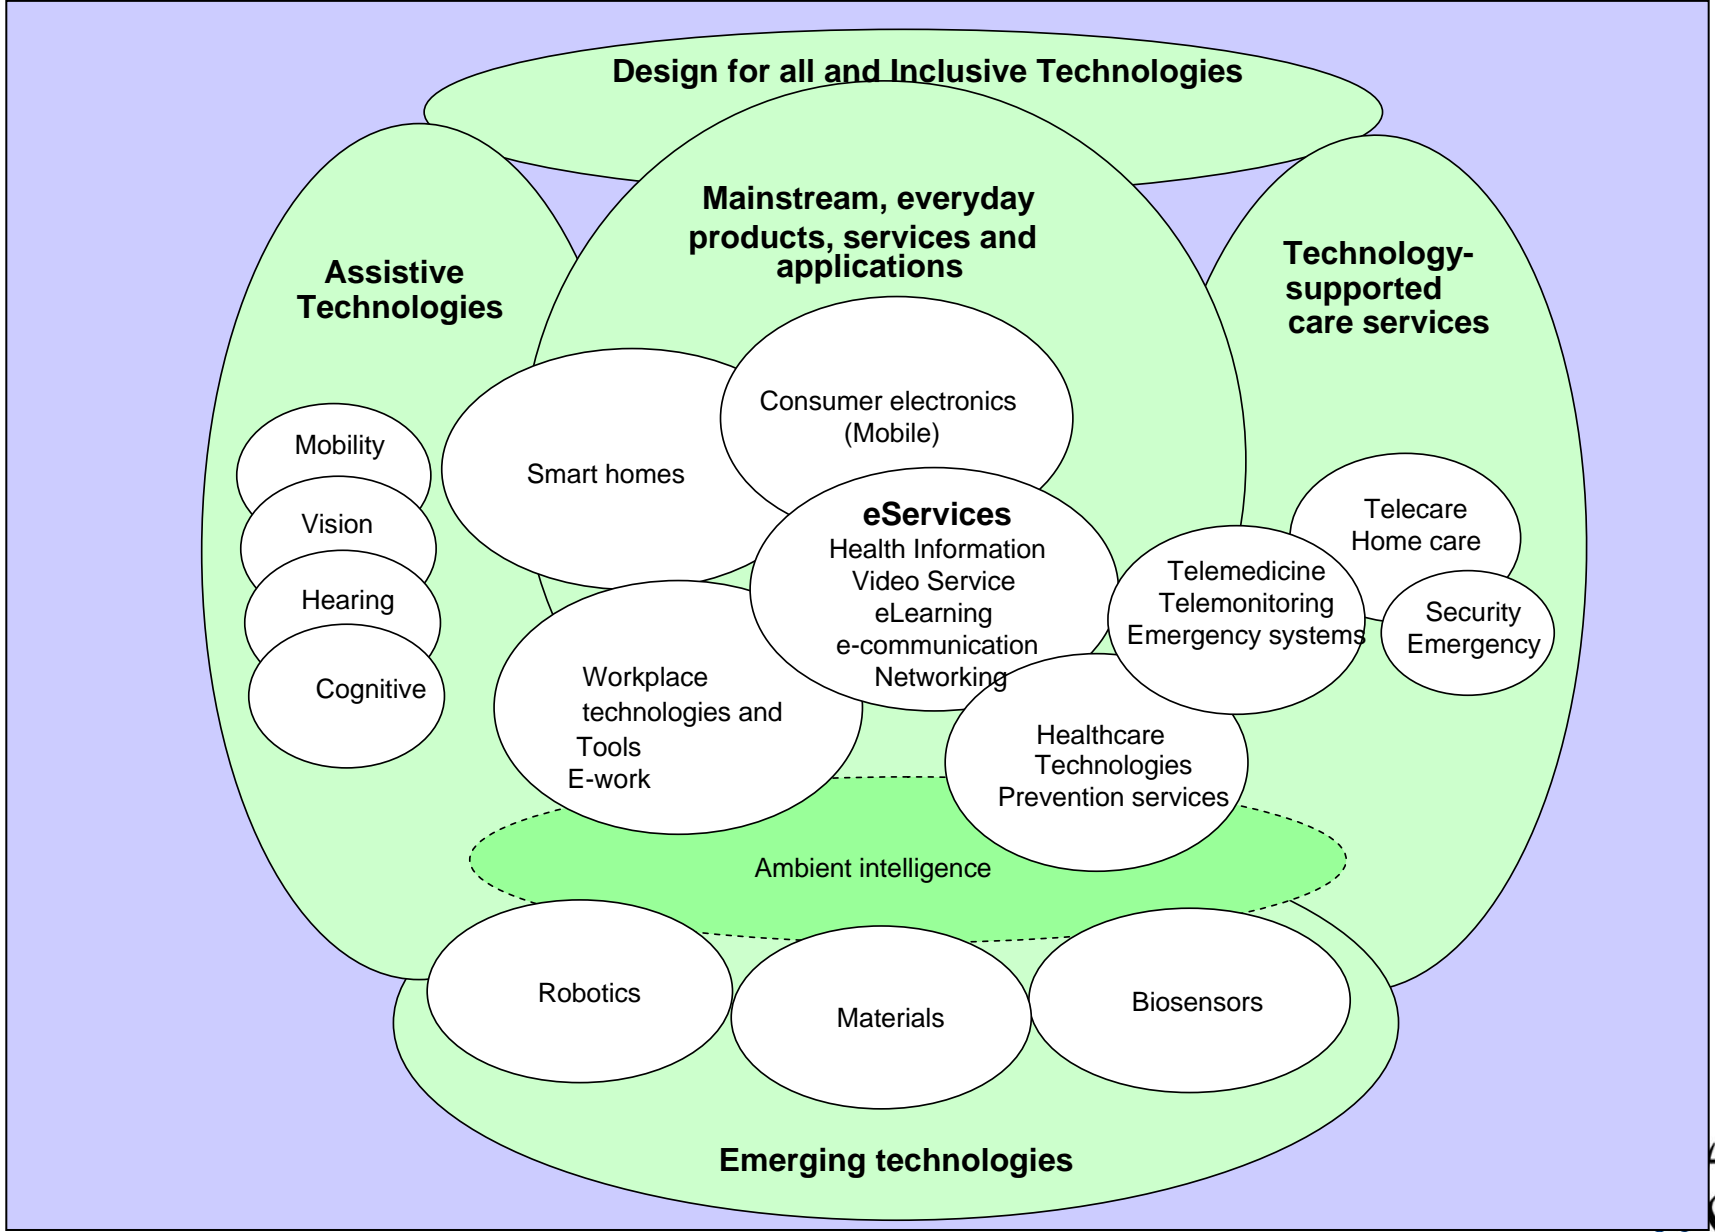 Design for all and Inclusive Technologies
Mainstream, everyday
products, services and
applications
Assistive
Technologies
Technology-
supported
care services
Consumer electronics
(Mobile)
Smart homes
Mobility
Vision
Hearing
Cognitive
eServices
Health Information
Video Service
eLearning
e-communication
Networking
Telecare
Home care
Telemedicine
Telemonitoring
Emergency systems
Security
Emergency
Workplace
technologies and
Tools
E-work
Healthcare
Technologies
Prevention services
Ambient intelligence
Robotics
Materials
Biosensors
Emerging technologies